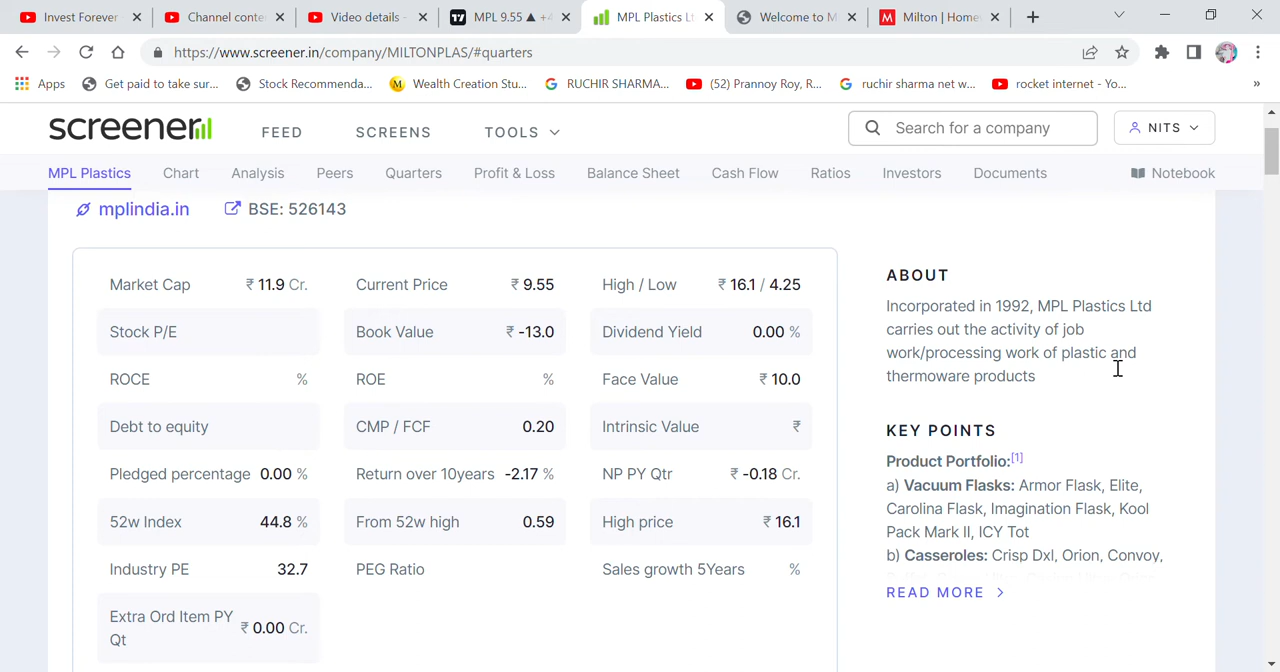 Invest Forever
Channel conte
Video details -
MPL 9.55 ▲ +4
MPL Plastics Lt
Welcome to M
Milton | Home
https://www.screener.in/company/MILTONPLAS/#quarters
Apps
Get paid to take sur...
Stock Recommenda...
Wealth Creation Stu...
RUCHIR SHARMA...
(52) Prannoy Roy, R...
ruchir sharma net w...
rocket internet - Yo...
»
screener
FEED
SCREENS
TOOLS
Search for a company
NITS
MPL Plastics
Chart
Analysis
Peers
Quarters
Profit & Loss
Balance Sheet
Cash Flow
Ratios
Investors
Documents
Notebook
mplindia.in
BSE: 526143
Market Cap ₹ 11.9 Cr.
Current Price ₹ 9.55
High / Low ₹ 16.1 / 4.25
Stock P/E
Book Value ₹ -13.0
Dividend Yield 0.00 %
ROCE %
ROE %
Face Value ₹ 10.0
Debt to equity
CMP / FCF 0.20
Intrinsic Value ₹
Pledged percentage 0.00 %
Return over 10years -2.17 %
NP PY Qtr ₹ -0.18 Cr.
52w Index 44.8 %
From 52w high 0.59
High price ₹ 16.1
Industry PE 32.7
PEG Ratio
Sales growth 5Years %
Extra Ord Item PY
Qt ₹ 0.00 Cr.
ABOUT
Incorporated in 1992, MPL Plastics Ltd
carries out the activity of job
work/processing work of plastic and
thermoware products
KEY POINTS
Product Portfolio:[1]
a) Vacuum Flasks: Armor Flask, Elite,
Carolina Flask, Imagination Flask, Kool
Pack Mark II, ICY Tot
b) Casseroles: Crisp Dxl, Orion, Convoy,
READ MORE